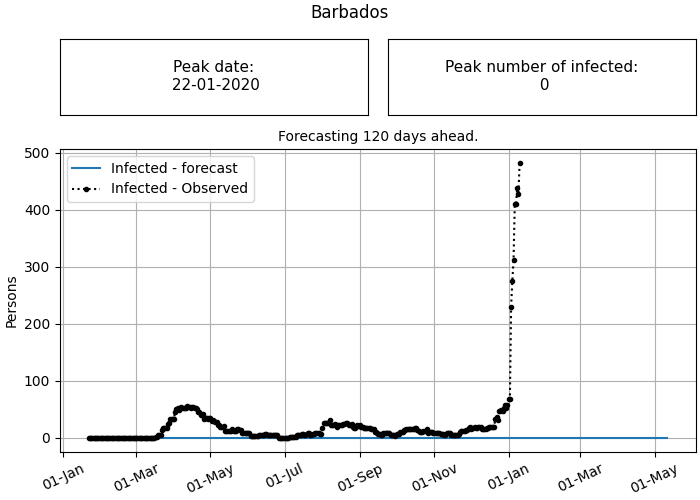 Barbados
Peak date:
22-01-2020
Peak number of infected:
0
Forecasting 120 days ahead.
Infected - forecast
Infected - Observed
Persons
500
400
300
200
100
0
01-Jan
01-Mar
01-May
01-Jul
01-Sep
01-Nov
01-Jan
01-Mar
01-May